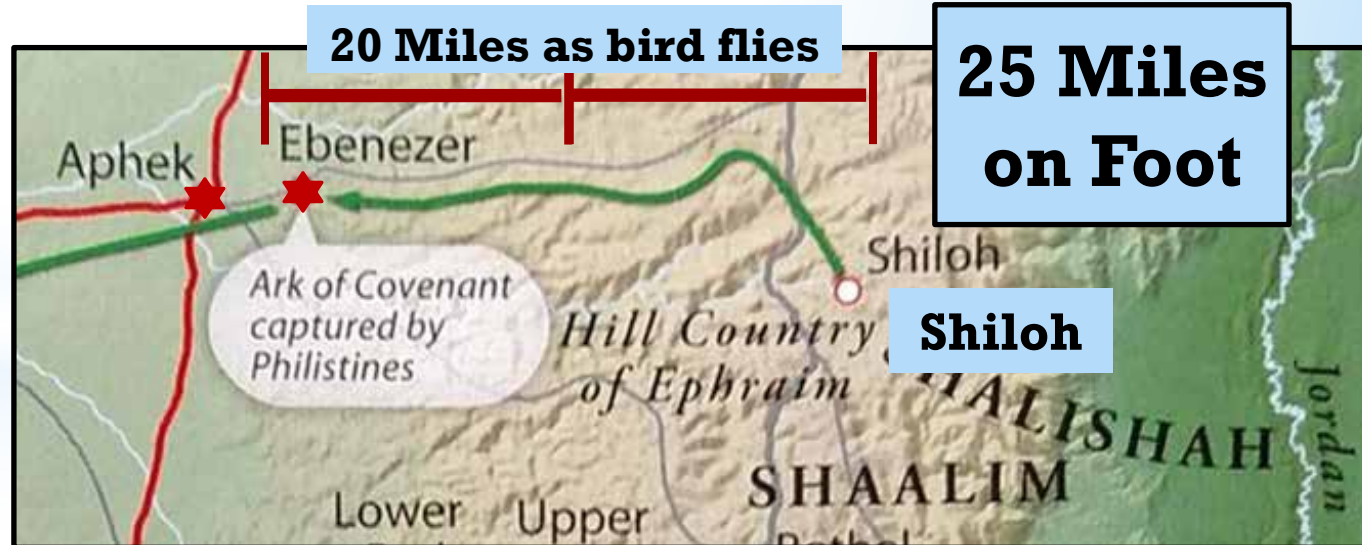 20 Miles as bird flies
25 Miles
on Foot
Aphek
Ebenezer
Shiloh
Ark of Covenant
captured by
Philistines
Hill Country
of Ephraim
Shiloh
HALISHAH
SHAALIM
Jordan
Lower
Upper